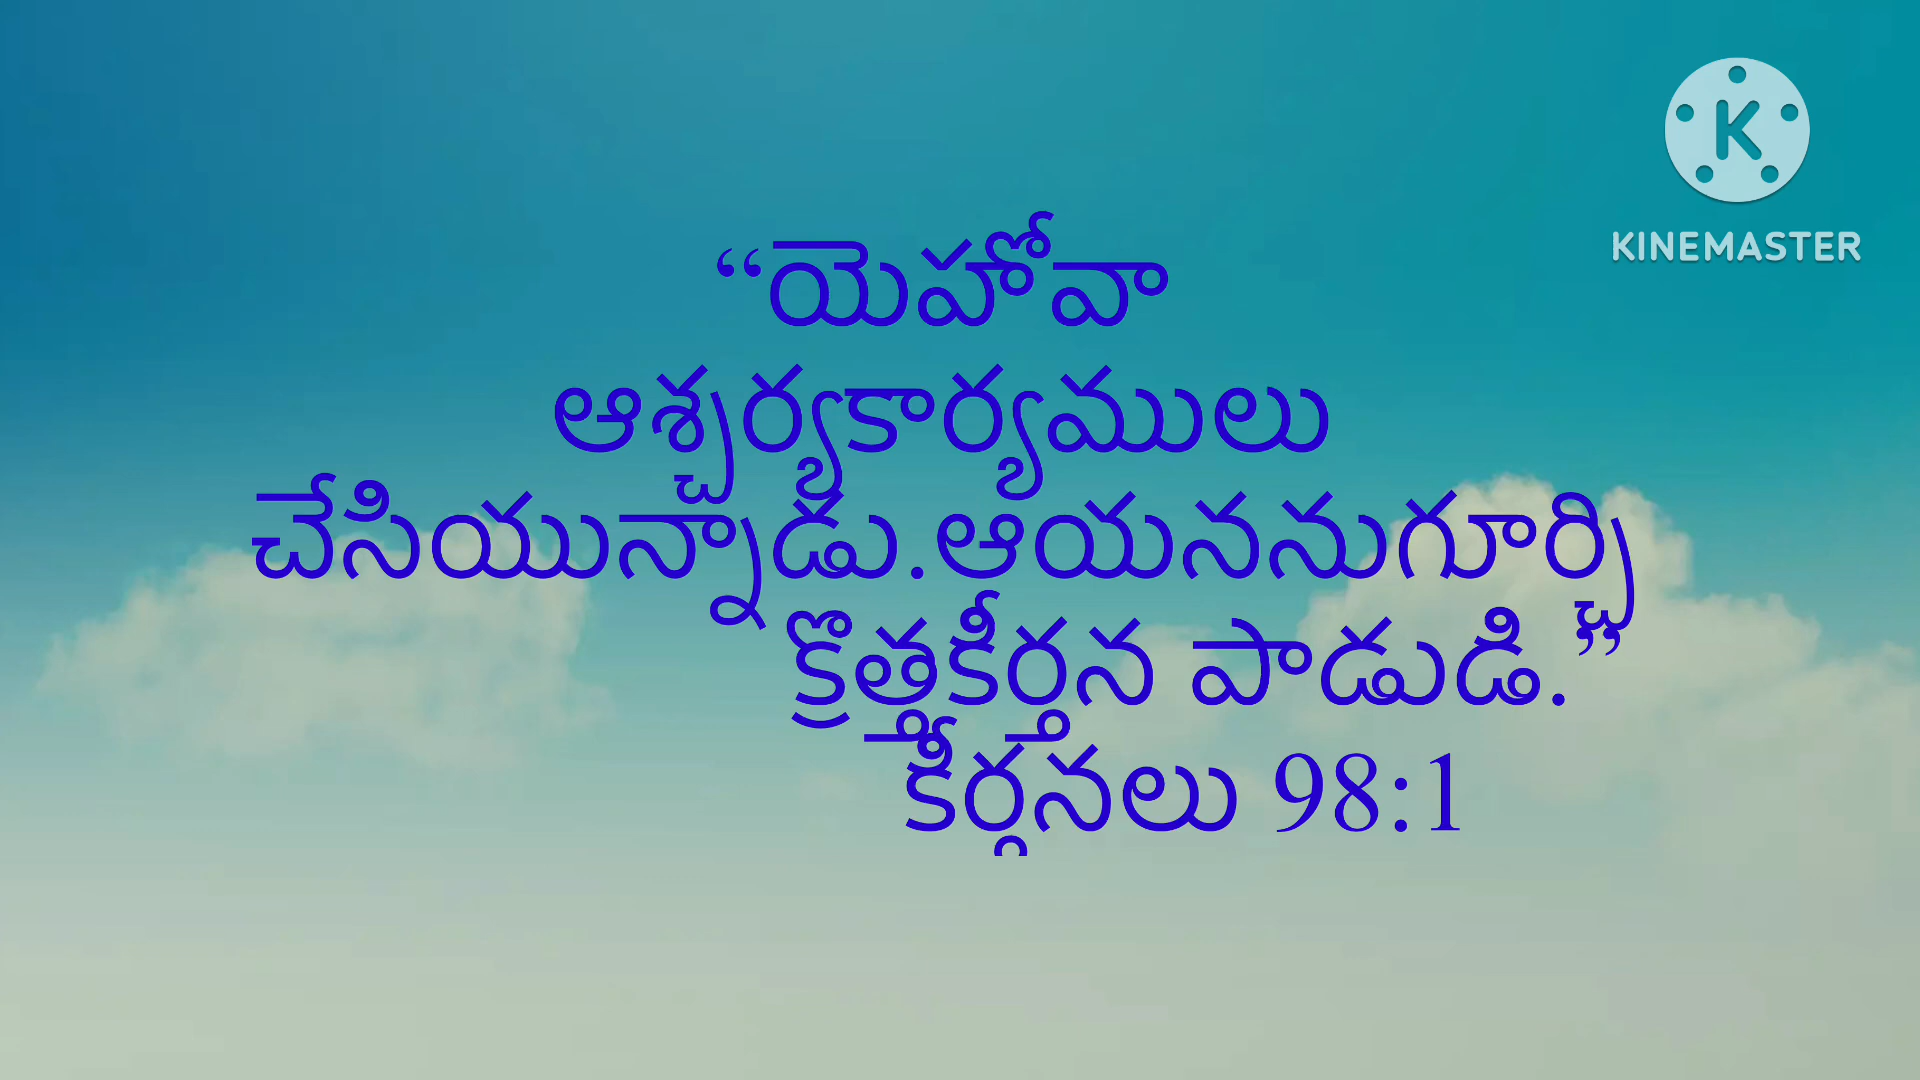 KINEMASTER
“యెహోవా
ఆశ్చర్యకార్యములు
చేసియున్నాడు.ఆయననుగూర్చి
క్రొత్తకీర్తన పాడుడి.”
కీర్తనలు 98:1